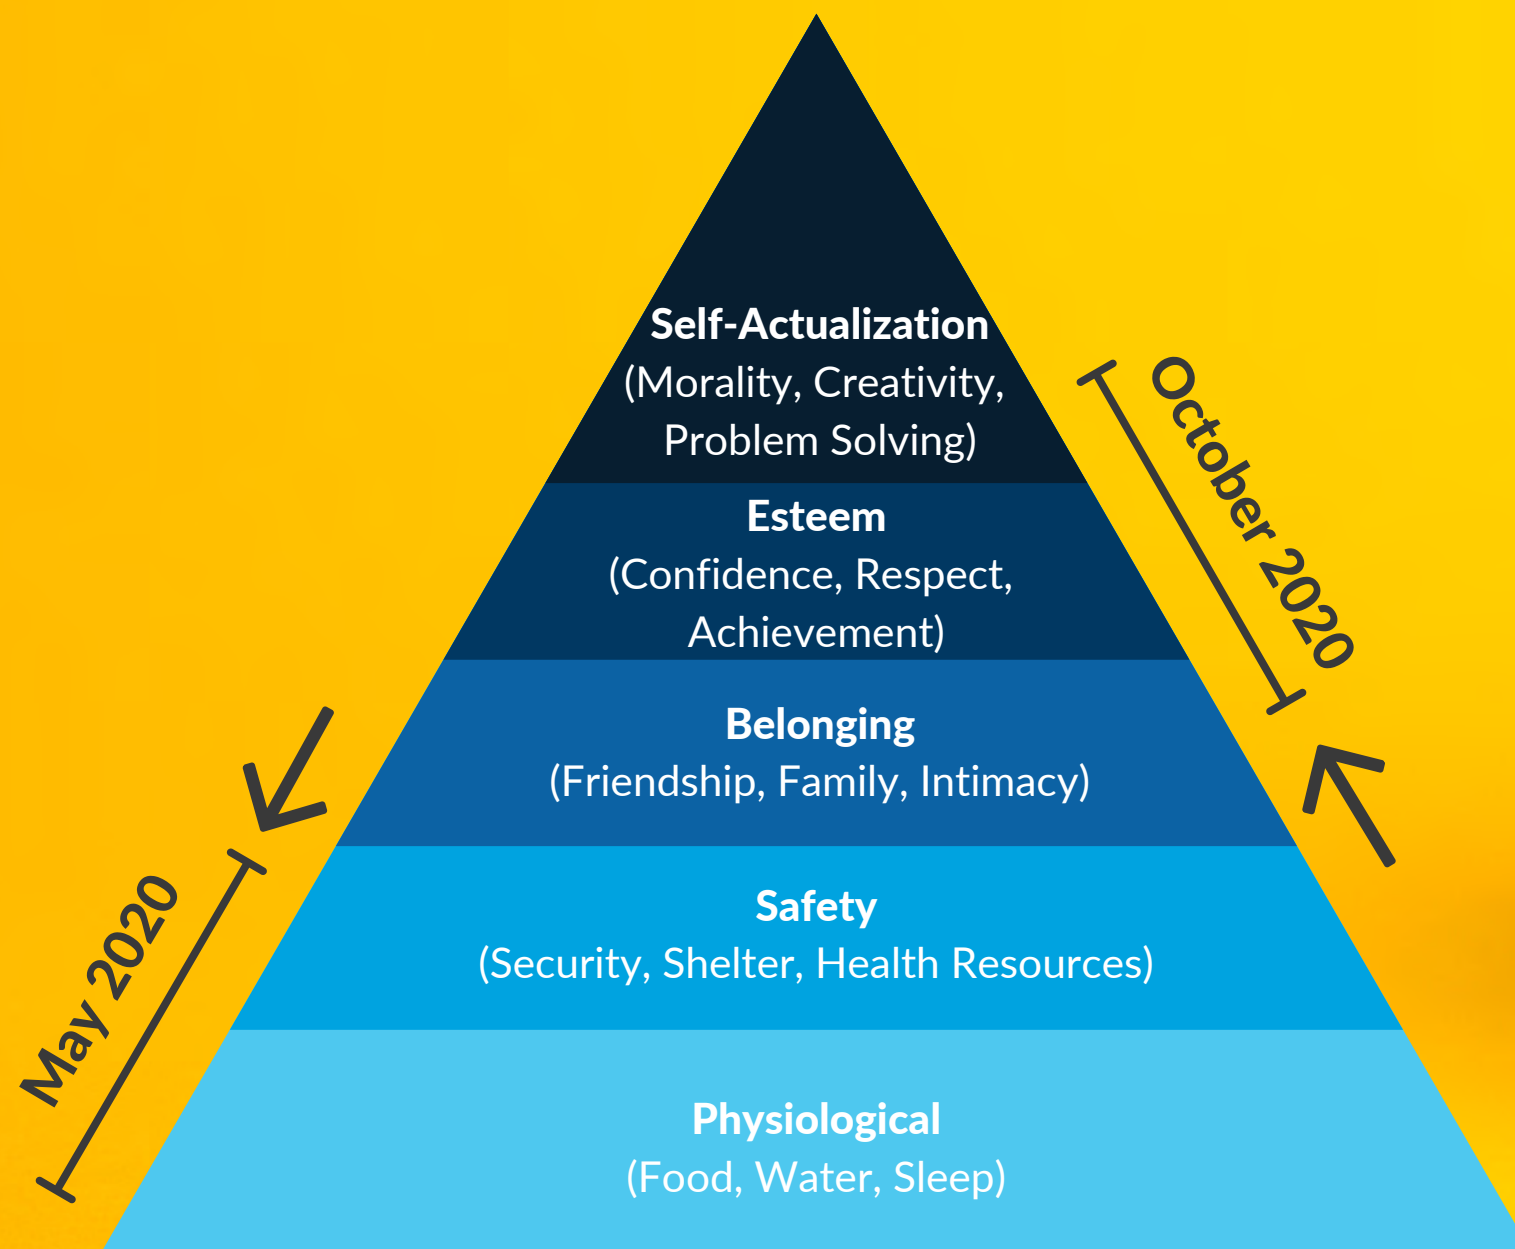 Self-Actualization
(Morality, Creativity,
Problem Solving)
Esteem
(Confidence, Respect,
Achievement)
Belonging
(Friendship, Family, Intimacy)
Safety
(Security, Shelter, Health Resources)
Physiological
(Food, Water, Sleep)
May 2020
October 2020